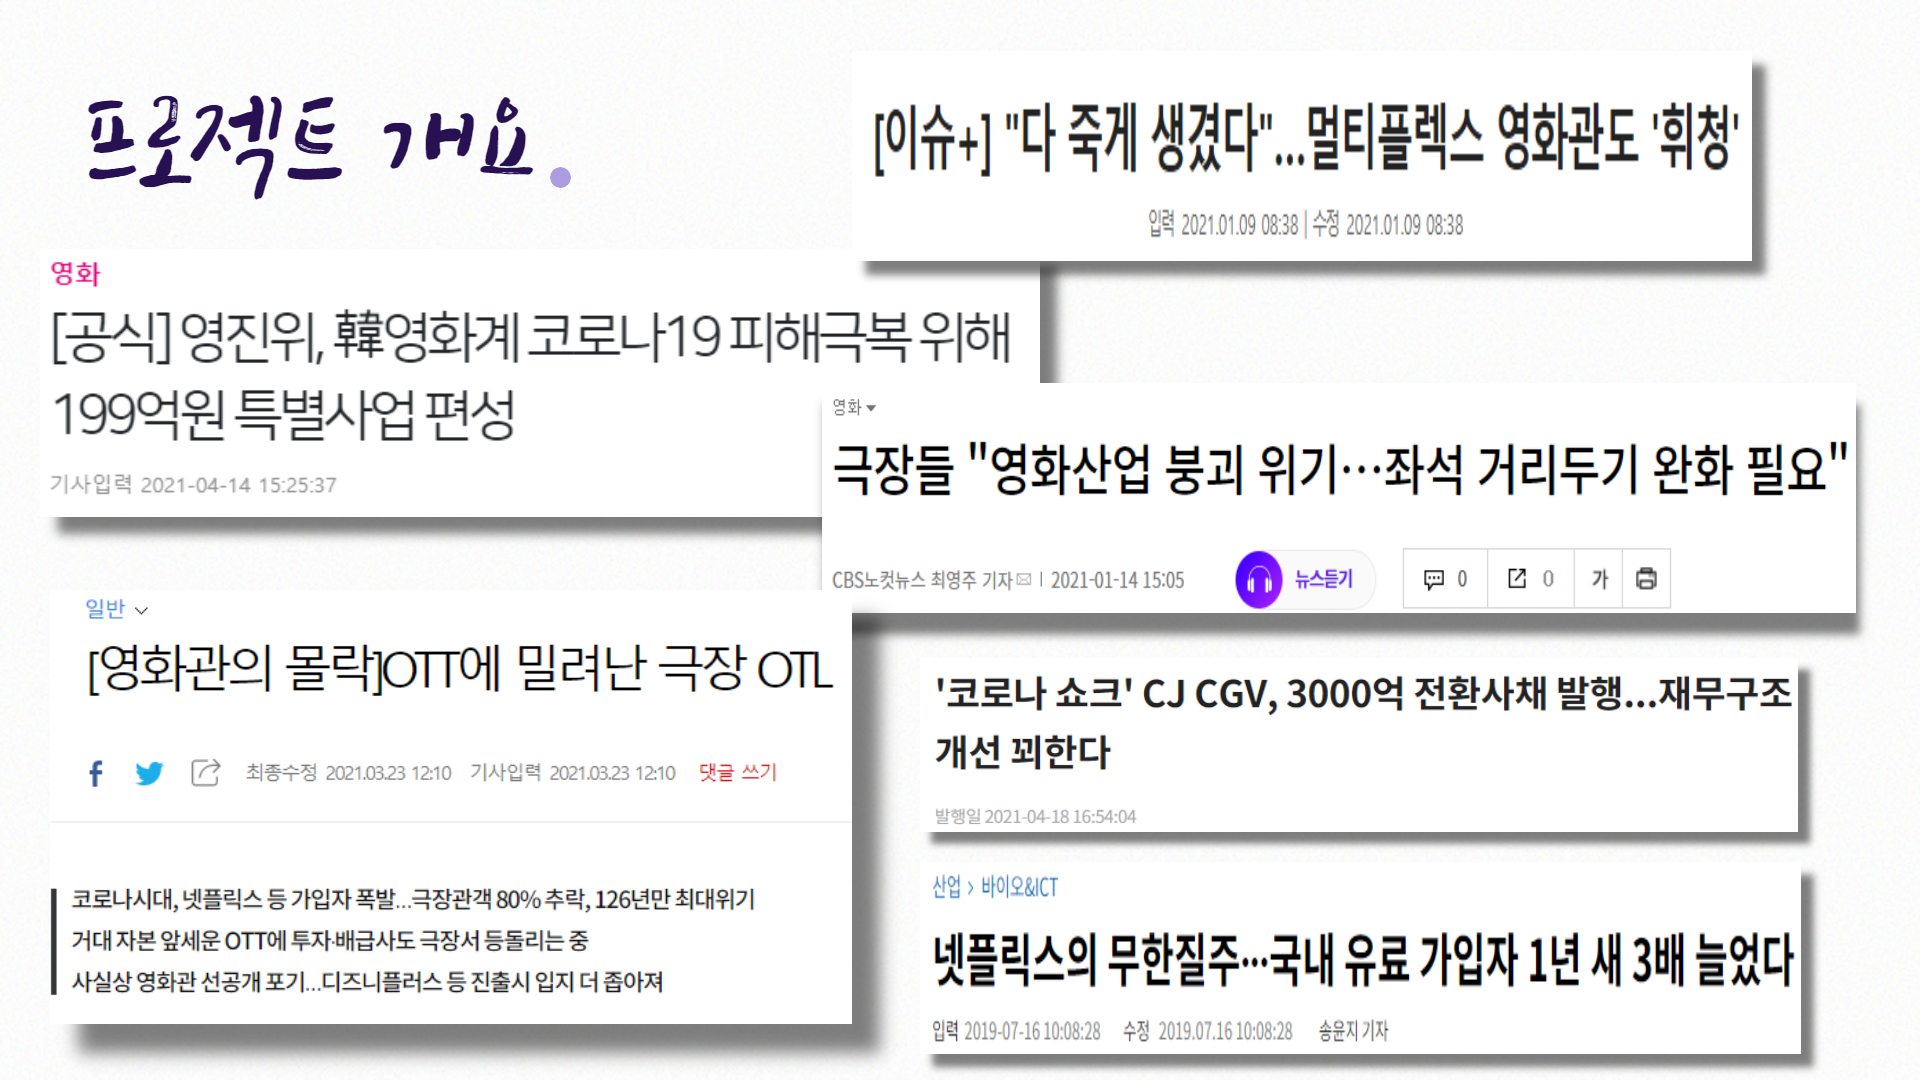 프로젝트 개요.
[이슈+] "다 죽게 생겼다"...멀티플렉스 영화관도 '휘청'
입력 2021.01.09 08:38 | 수정 2021.01.09 08:38
영화
[공식] 영진위, 韓영화계 코로나19 피해극복 위해
199억원 특별사업 편성
기사입력 2021-04-14 15:25:37
영화
극장들 "영화산업 붕괴 위기…좌석 거리두기 완화 필요"
CBS노컷뉴스 최영주 기자 | 2021-01-14 15:05 뉴스듣기 0 0 가
일반
[영화관의 몰락]OTT에 밀려난 극장 OTL
최종수정 2021.03.23 12:10 기사입력 2021.03.23 12:10 댓글 쓰기
코로나시대, 넷플릭스 등 가입자 폭발...극장관객 80% 추락, 126년만 최대위기
거대 자본 앞세운 OTT에 투자·배급사도 극장서 등돌리는 중
사실상 영화관 선공개 포기...디즈니플러스 등 진출시 입지 더 좁아져
'코로나 쇼크' CJ CGV, 3000억 전환사채 발행...재무구조
개선 꾀한다
발행일 2021-04-18 16:54:04
산업 > 바이오&ICT
넷플릭스의 무한질주…국내 유료 가입자 1년 새 3배 늘었다
입력 2019-07-16 10:08:28 수정 2019.07.16 10:08:28 송윤지 기자